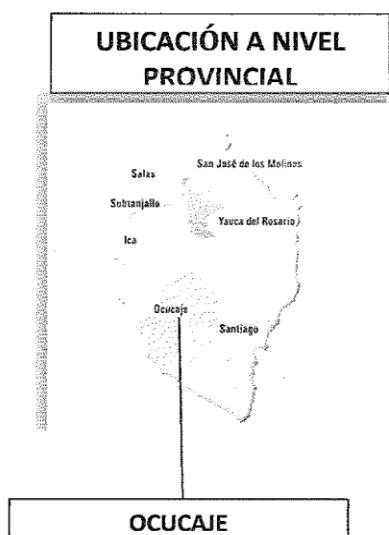 UBICACIÓN A NIVEL
PROVINCIAL
San José de los Molinos
Salas
Subtanjalla
Yauca del Rosario
Ica
Ocucaje
Santiago
OCUCAJE